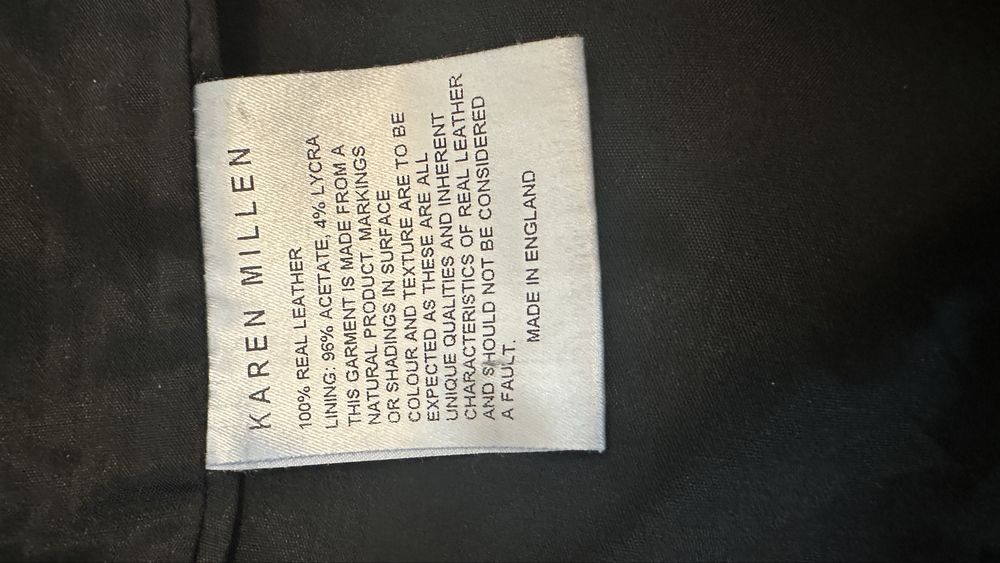 KAREN MILLEN
100% REAL LEATHER
LINING: 96% ACETATE, 4% LYCRA
THIS GARMENT IS MADE FROM A
NATURAL PRODUCT. MARKINGS
OR SHADINGS IN SURFACE
COLOUR AND TEXTURE ARE TO BE
EXPECTED AS THESE ARE ALL
UNIQUE QUALITIES AND INHERENT
CHARACTERISTICS OF REAL LEATHER
AND SHOULD NOT BE CONSIDERED
A FAULT.
MADE IN ENGLAND